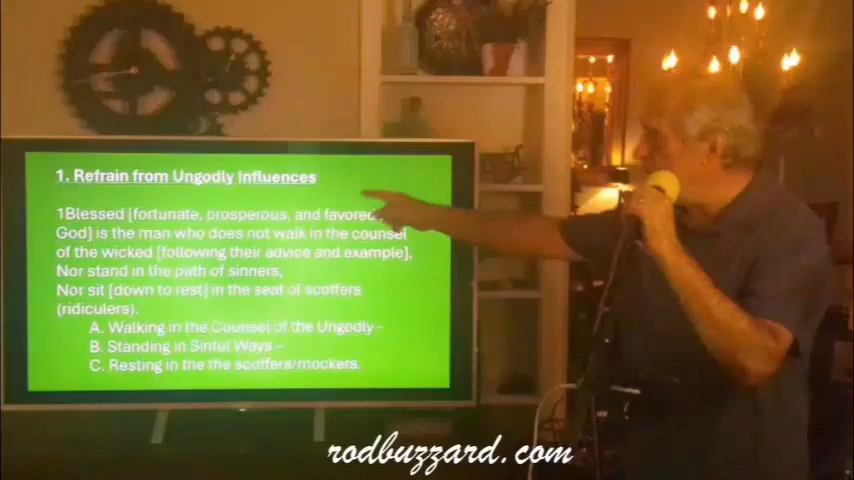 1. Refrain from Ungodly Influences
1Blessed [fortunate, prosperous, and favored
God] is the man who does not walk in the counsel
of the wicked [following their advice and example],
Nor stand in the path of sinners,
Nor sit [down to rest] in the seat of scoffers
(ridiculers).
A. Walking in the Counsel of the Ungodly –
B. Standing in Sinful Ways –
C. Resting in the the scoffers/mockers.
rodbuzzard.com